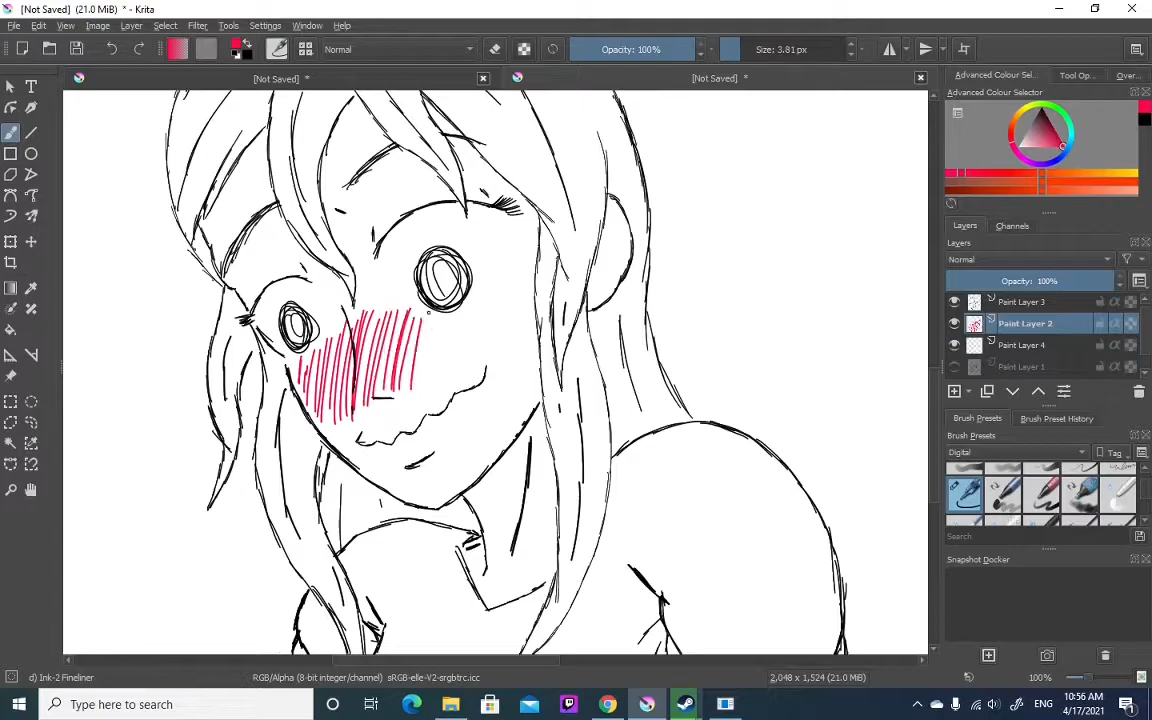 [Not Saved] (21.0 MiB) * - Krita
File Edit View Image Layer Select Filter Tools Settings Window Help
Normal
Opacity: 100%
Size: 3.81 px
[Not Saved] *
[Not Saved] *
Advanced Colour Sel...
Tool Op...
Over...
Advanced Colour Selector
Layers
Channels
Layers
Normal
Opacity: 100%
Paint Layer 3
Paint Layer 2
Paint Layer 4
Paint Layer 1
Brush Presets
Brush Preset History
Brush Presets
Digital
Tag
Search
Snapshot Docker
d) Ink-2 Fineliner
RGB/Alpha (8-bit integer/channel) sRGB-elle-V2-srgbtrc.icc
2,048 x 1,524 (21.0 MiB)
100%
Type here to search
ENG
10:56 AM
4/17/2021
1